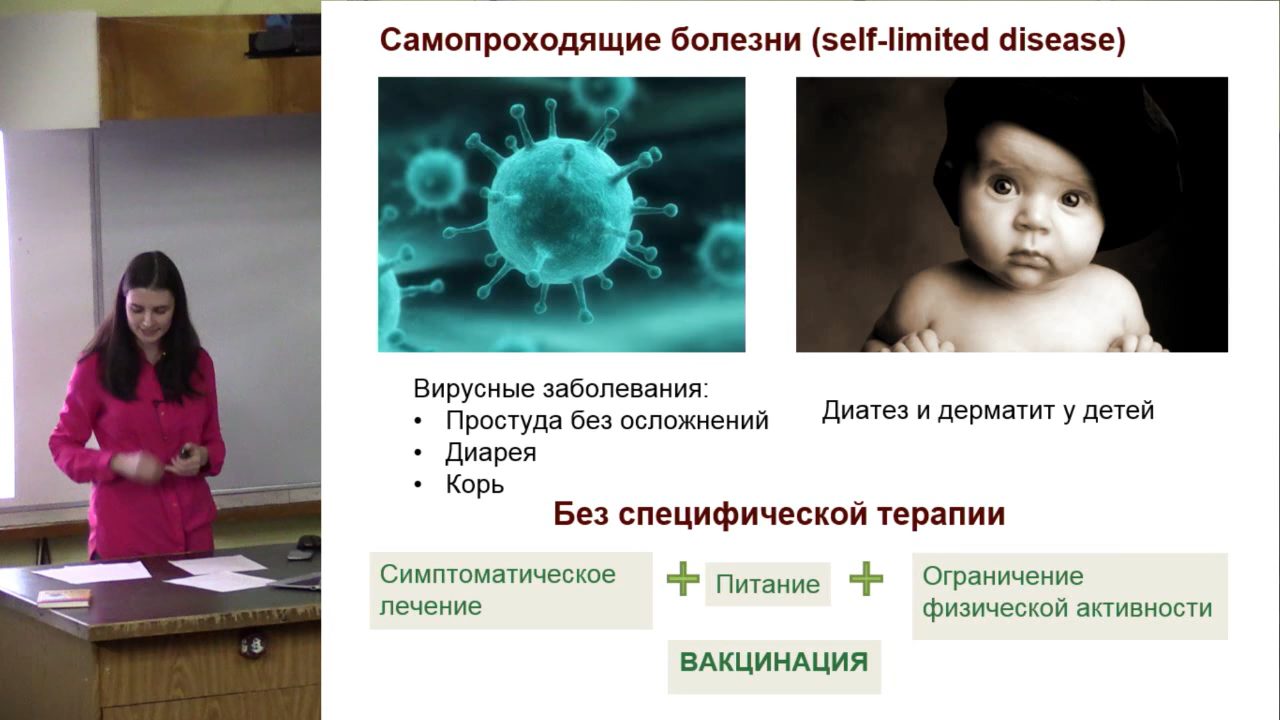 Самопроходящие болезни (self-limited disease)
Вирусные заболевания:
• Простуда без осложнений
• Диарея
• Корь
Диатез и дерматит у детей
Без специфической терапии
Симптоматическое
лечение
Питание
Ограничение
физической активности
ВАКЦИНАЦИЯ